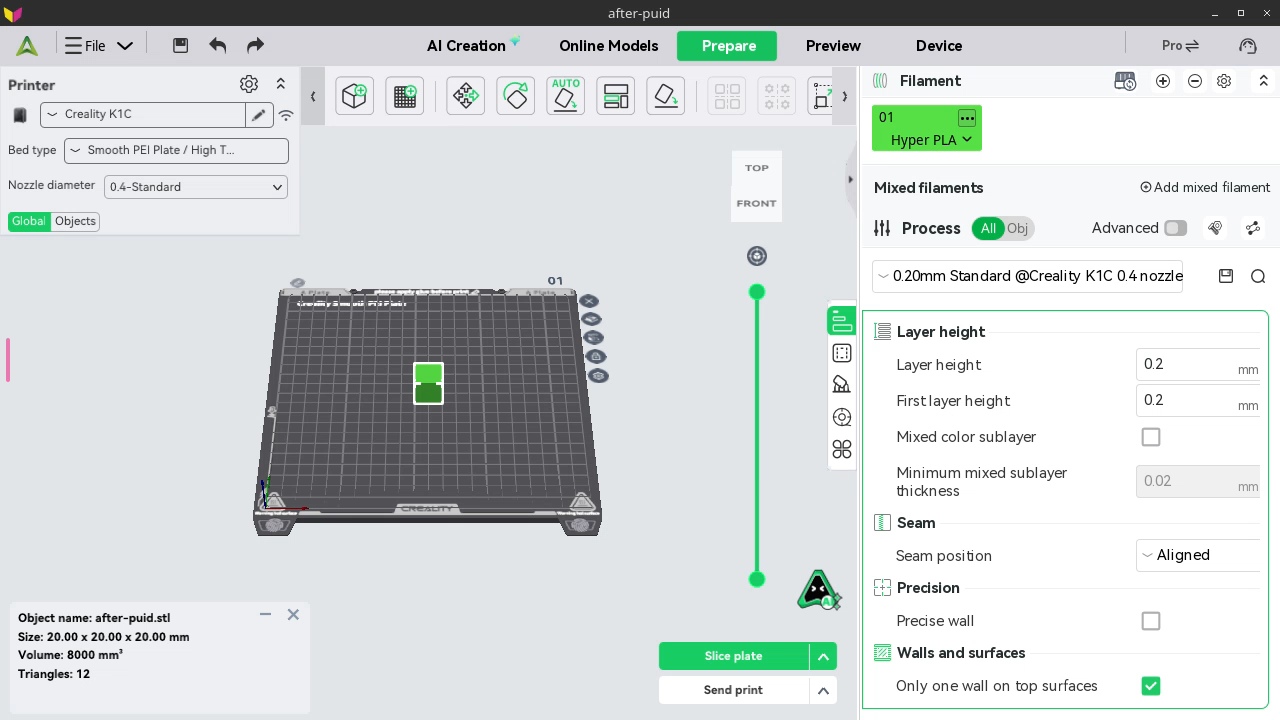 after-puid
File
AI Creation
Online Models
Prepare
Preview
Device
Pro
Printer
Creality K1C
Bed type
Smooth PEI Plate / High T...
Nozzle diameter
0.4-Standard
Global
Objects
AUTO
TOP
FRONT
01
CREALITY
Object name: after-puid.stl
Size: 20.00 x 20.00 x 20.00 mm
Volume: 8000 mm³
Triangles: 12
AI
Slice plate
Send print
Filament
01
Hyper PLA
Mixed filaments
Add mixed filament
Process
All
Obj
Advanced
0.20mm Standard @Creality K1C 0.4 nozzle
Layer height
Layer height
0.2
mm
First layer height
0.2
mm
Mixed color sublayer
Minimum mixed sublayer
thickness
0.02
mm
Seam
Seam position
Aligned
Precision
Precise wall
Walls and surfaces
Only one wall on top surfaces